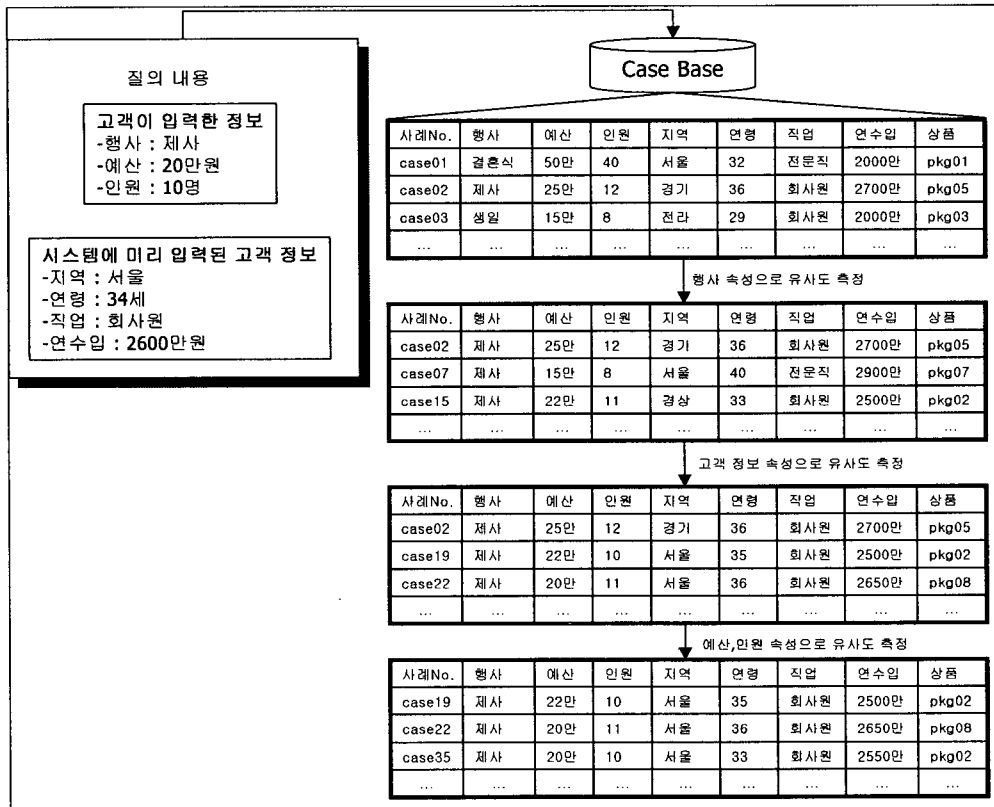 질의 내용
고객이 입력한 정보
-행사 : 제사
-예산 : 20만원
-인원 : 10명
시스템에 미리 입력된 고객 정보
-지역 : 서울
-연령 : 34세
-직업 : 회사원
-연수입 : 2600만원
Case Base
사례No. 행사 예산 인원 지역 연령 직업 연수입 상품
case01 결혼식 50만 40 서울 32 전문직 2000만 pkg01
case02 제사 25만 12 경기 36 회사원 2700만 pkg05
case03 생일 15만 8 전라 29 회사원 2000만 pkg03
... ... ... ... ... ... ... ... ...
행사 속성으로 유사도 측정
사례No. 행사 예산 인원 지역 연령 직업 연수입 상품
case02 제사 25만 12 경기 36 회사원 2700만 pkg05
case07 제사 15만 8 서울 40 전문직 2900만 pkg07
case15 제사 22만 11 경상 33 회사원 2500만 pkg02
... ... ... ... ... ... ... ... ...
고객 정보 속성으로 유사도 측정
사례No. 행사 예산 인원 지역 연령 직업 연수입 상품
case02 제사 25만 12 경기 36 회사원 2700만 pkg05
case19 제사 22만 10 서울 35 회사원 2500만 pkg02
case22 제사 20만 11 서울 36 회사원 2650만 pkg08
... ... ... ... ... ... ... ... ...
예산,인원 속성으로 유사도 측정
사례No. 행사 예산 인원 지역 연령 직업 연수입 상품
case19 제사 22만 10 서울 35 회사원 2500만 pkg02
case22 제사 20만 11 서울 36 회사원 2650만 pkg08
case35 제사 20만 10 서울 33 회사원 2550만 pkg02
... ... ... ... ... ... ... ... ...